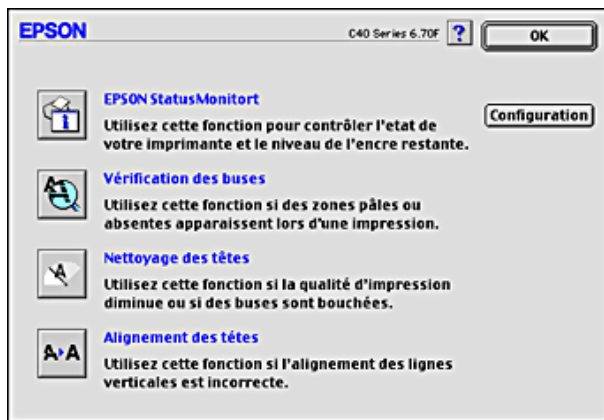 EPSON
C40 Series 6.70F ? OK
EPSON StatusMonitort
Utilisez cette fonction pour contrôler l'etat de
votre imprimante et le niveau de l'encre restante.
Configuration
Vérification des buses
Utilisez cette fonction si des zones pâles ou
absentes apparaissent lors d'une impression.
Nettoyage des têtes
Utilisez cette fonction si la qualité d'impression
diminue ou si des buses sont bouchées.
Alignement des tétes
Utilisez cette fonction si l'alignement des lignes
verticales est incorrecte.